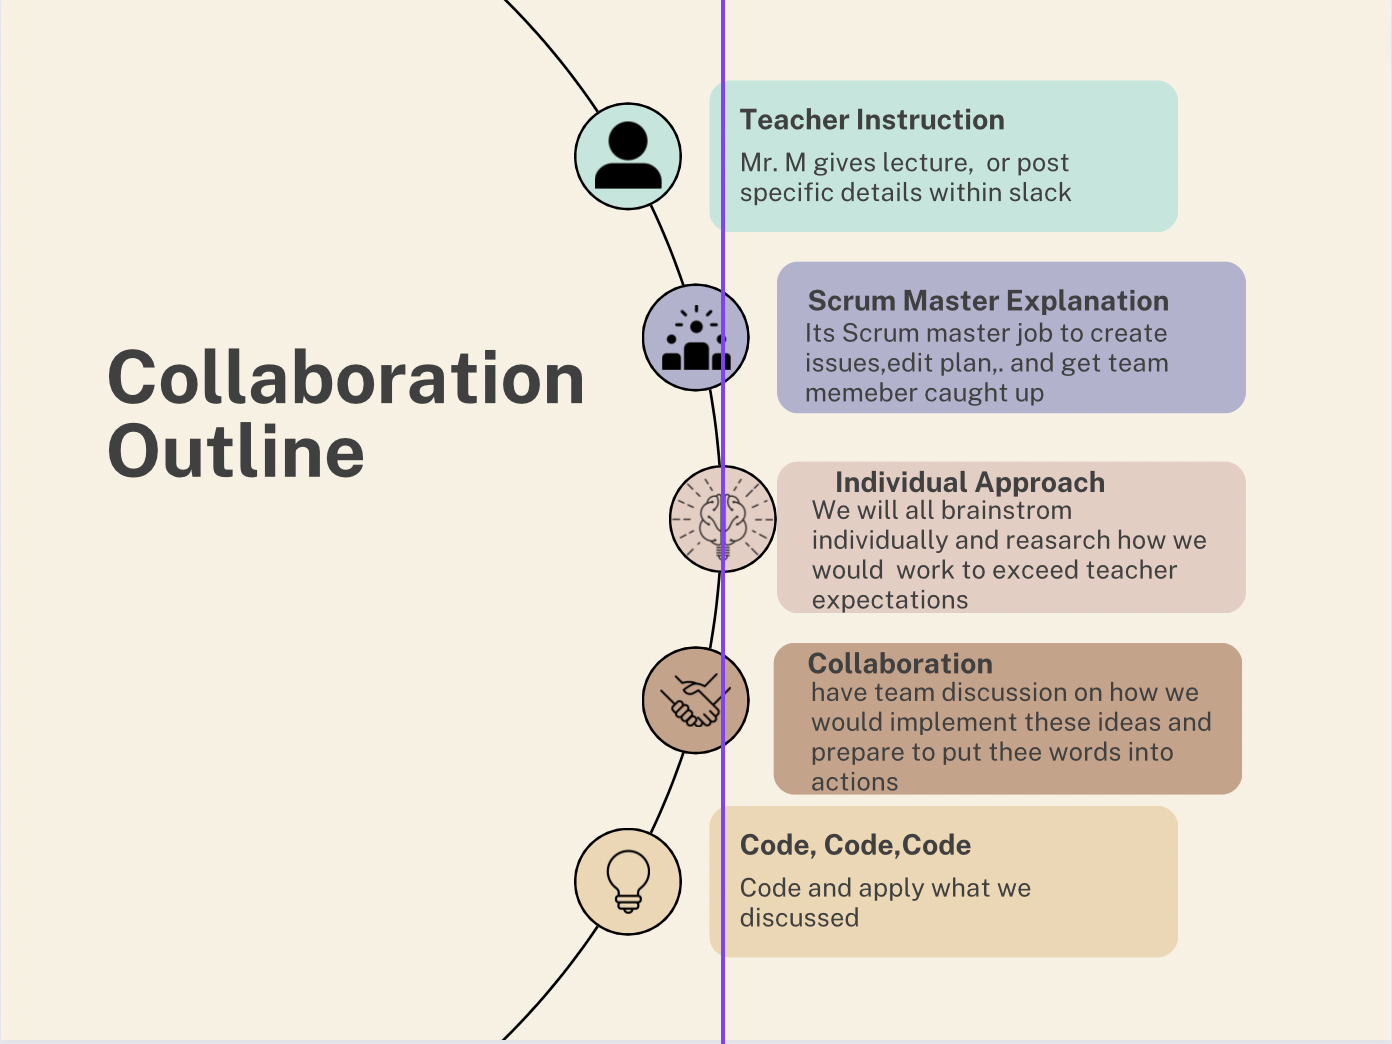 Collaboration
Outline
Teacher Instruction
Mr. M gives lecture,  or post
specific details within slack
Scrum Master Explanation
Its Scrum master job to create
issues,edit plan,. and get team
memeber caught up
Individual Approach
We will all brainstrom
individually and reasarch how we
would  work to exceed teacher
expectations
Collaboration
have team discussion on how we
would implement these ideas and
prepare to put thee words into
actions
Code, Code,Code
Code and apply what we
discussed